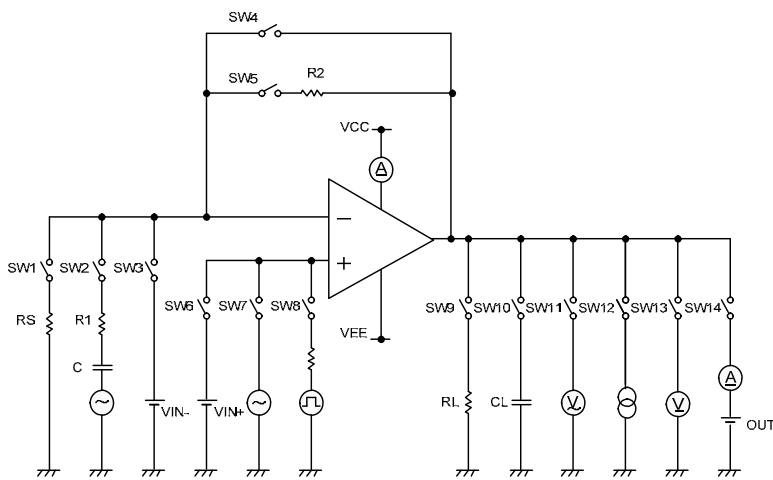 SW4
SW5
R2
VCC
A
SW1
SW2
SW3
SW6
SW7
SW8
SW9
SW10
SW11
SW12
SW13
SW14
RS
R1
C
VIN-
VIN+
VEE
RL
CL
V
V
A
OUT